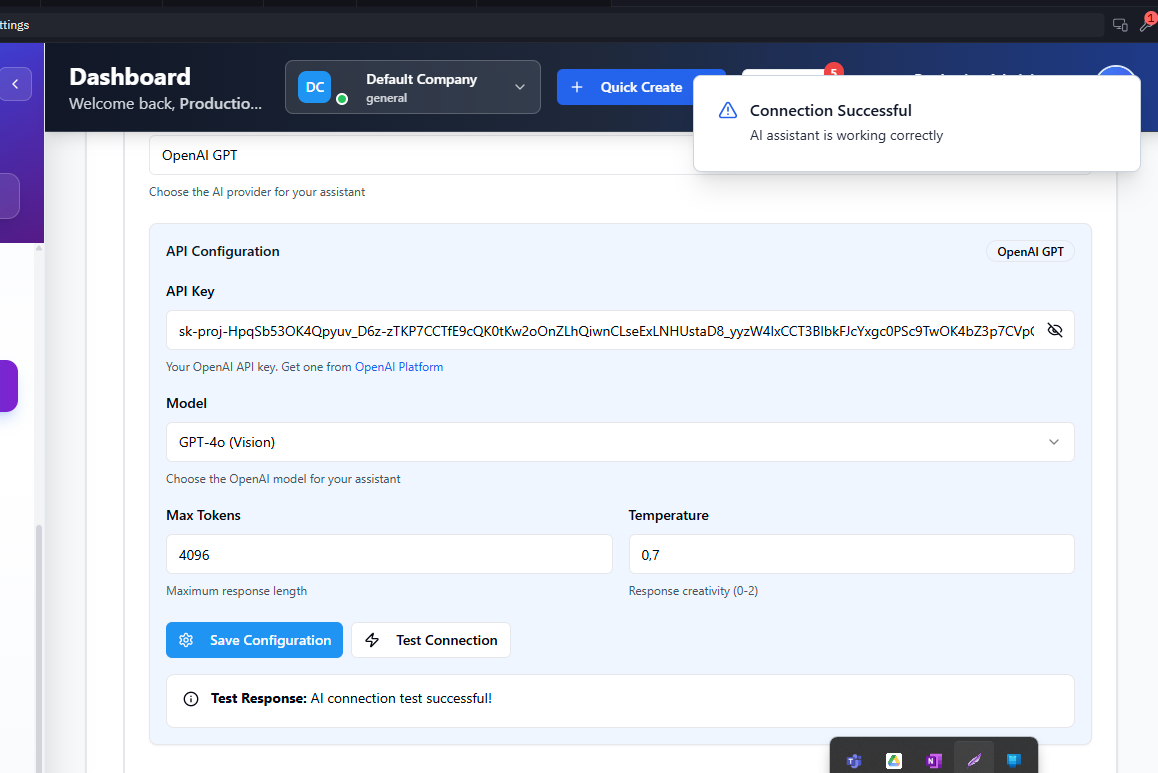 ttings
1
Dashboard
Welcome back, Productio...
DC
Default Company
general
Quick Create
5
Connection Successful
AI assistant is working correctly
OpenAI GPT
Choose the AI provider for your assistant
API Configuration
OpenAI GPT
API Key
Your OpenAI API key. Get one from OpenAI Platform
Model
GPT-4o (Vision)
Choose the OpenAI model for your assistant
Max Tokens
Temperature
4096
0,7
Maximum response length
Response creativity (0-2)
Save Configuration
Test Connection
Test Response: AI connection test successful!